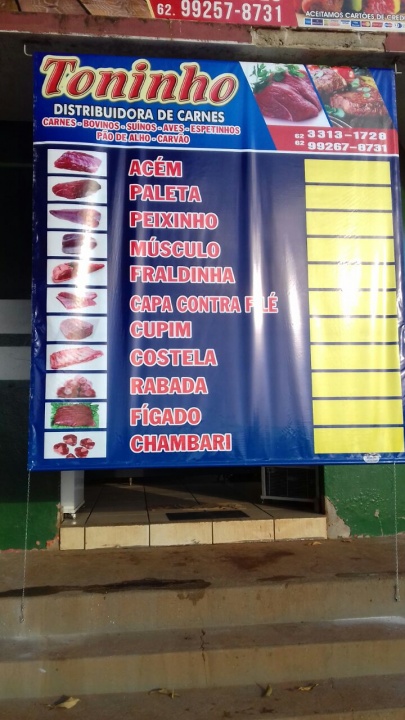 62. 99257-8731
ACEITAMOS CARTÕES DE CREDI
Toninho
DISTRIBUIDORA DE CARNES
CARNES - BOVINOS - SUÍNOS - AVES - ESPETINHOS
PÃO DE ALHO - CARVÃO
62 3313-1728
62 99267-8731
ACÉM
PALETA
PEIXINHO
MÚSCULO
FRALDINHA
CAPA CONTRA FILÉ
CUPIM
COSTELA
RABADA
FÍGADO
CHAMBARI